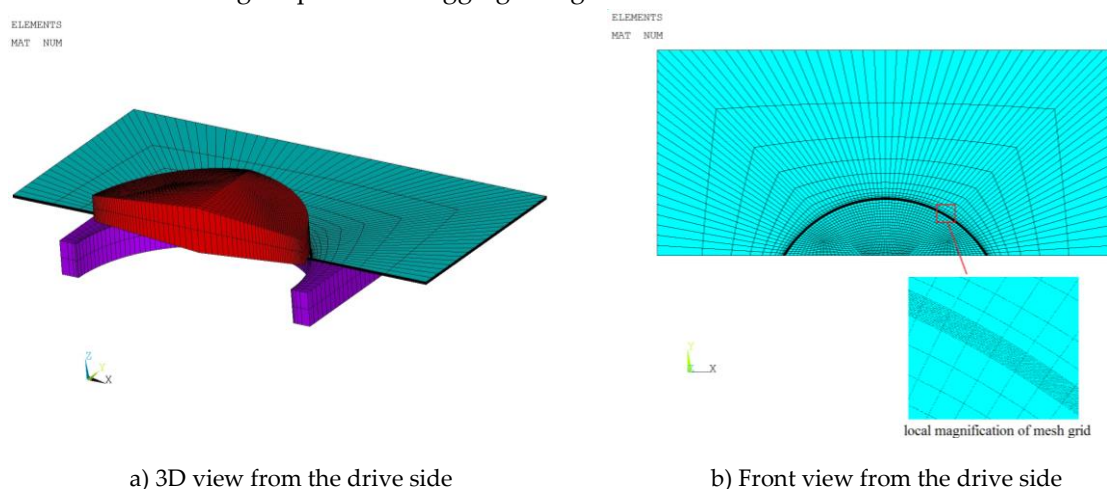 ELEMENTS
MAT NUM
Z
Y
X
a) 3D view from the drive side
ELEMENTS
MAT NUM
Y
X
local magnification of mesh grid
b) Front view from the drive side